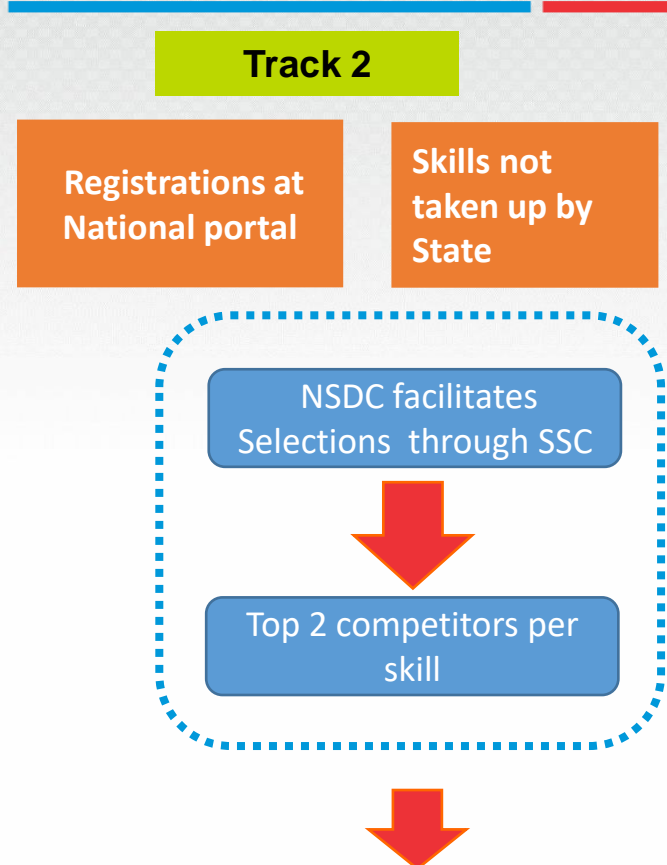 Track 2
Registrations at
National portal
Skills not
taken up by
State
NSDC facilitates
Selections through SSC
Top 2 competitors per
skill